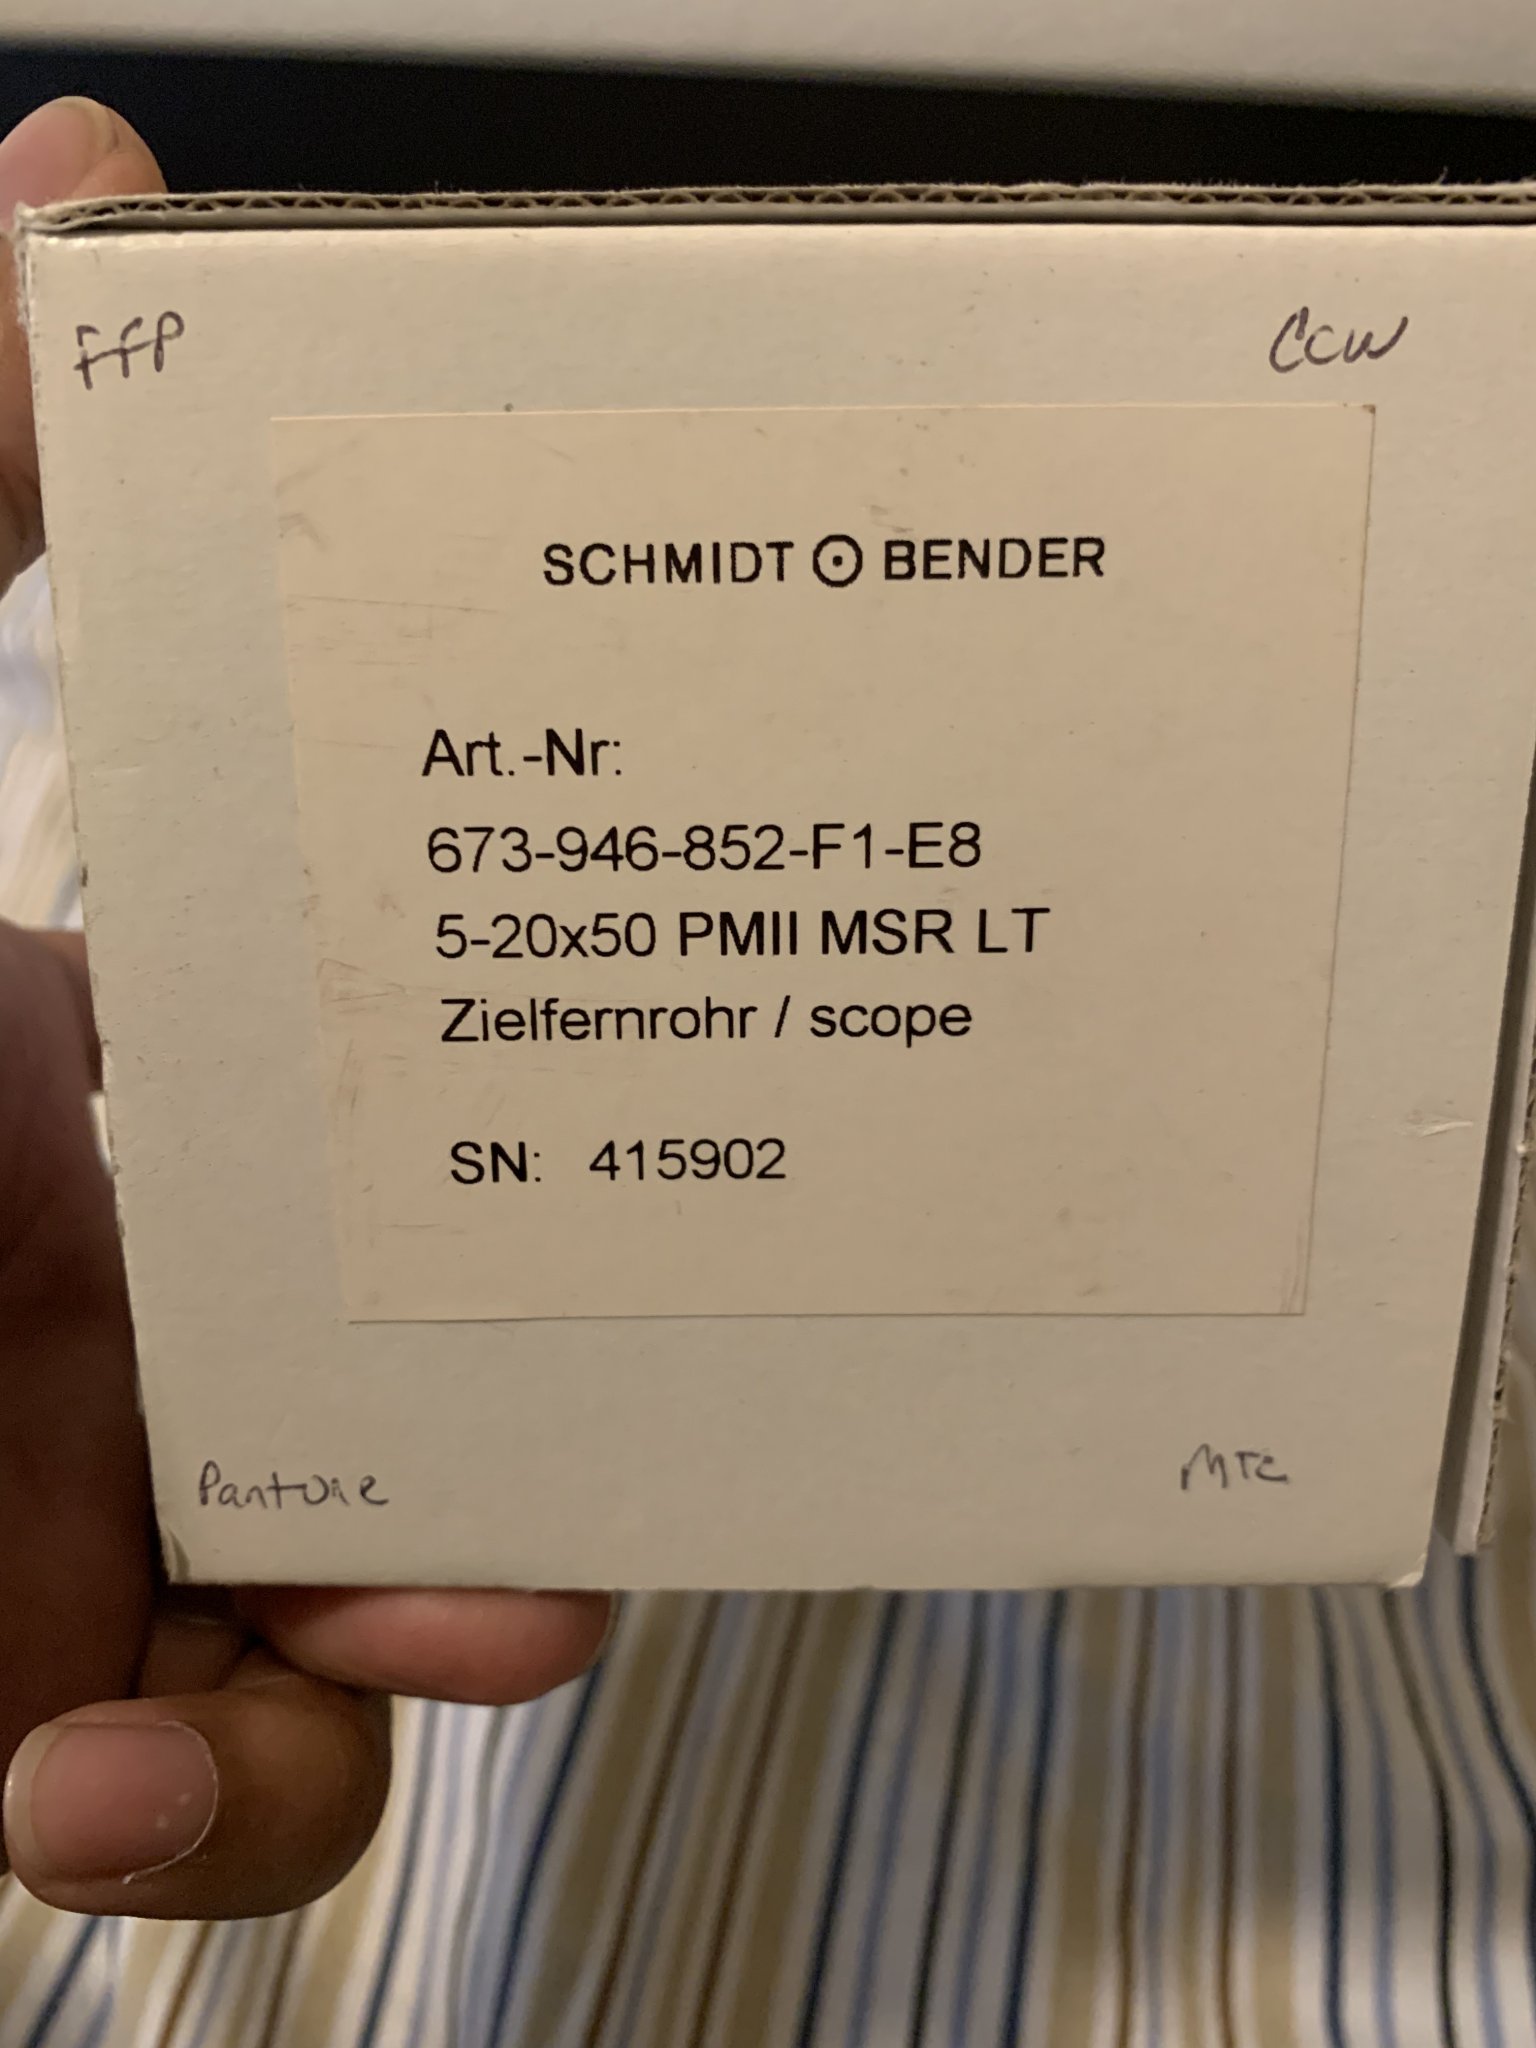 FFP
CCW
SCHMIDT BENDER
Art.-Nr:
673-946-852-F1-E8
5-20x50 PMII MSR LT
Zielfernrohr / scope
SN: 415902
Pantone
MTC